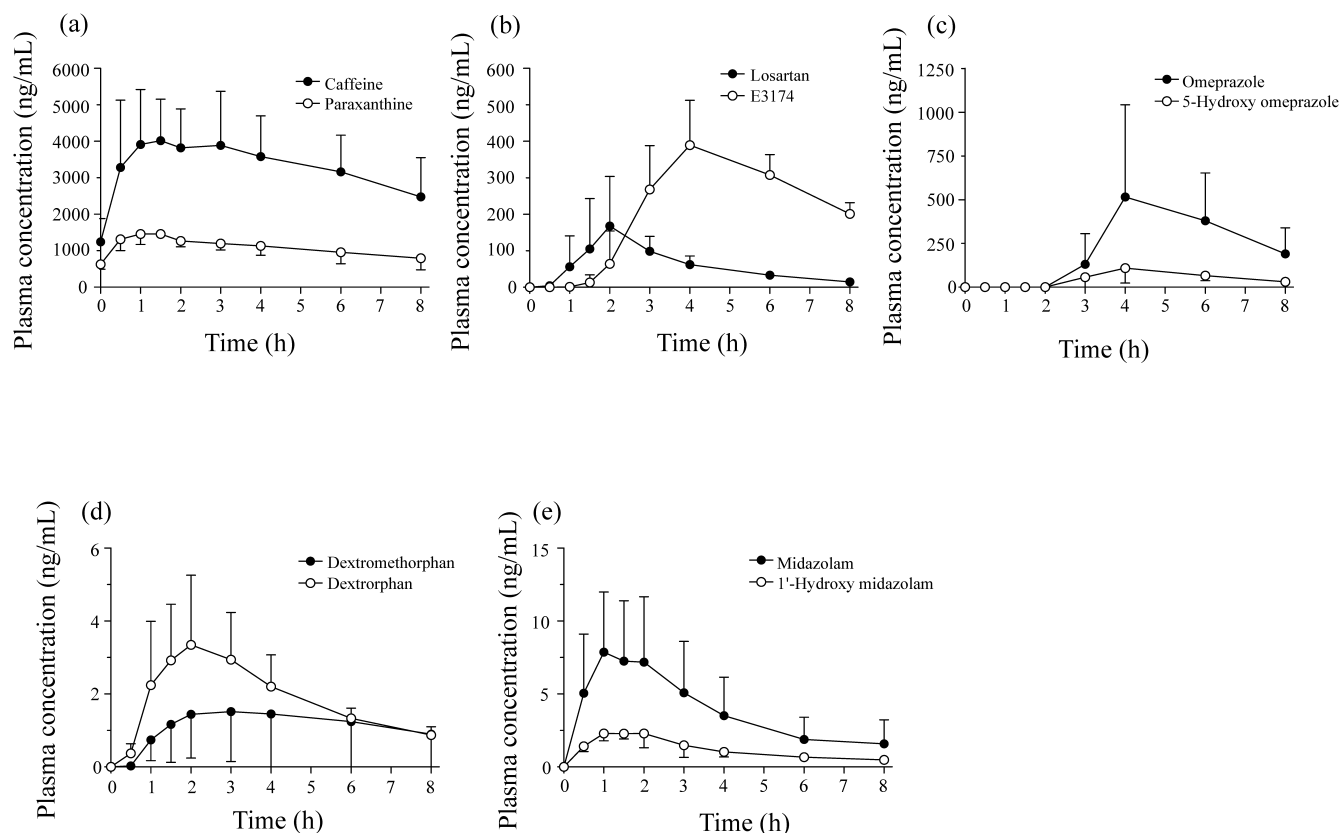 (a)
Plasma concentration (ng/mL)
6000
5000
4000
3000
2000
1000
0
Caffeine
Paraxanthine
0 1 2 3 4 5 6 7 8
Time (h)
(b)
Plasma concentration (ng/mL)
600
500
400
300
200
100
0
Losartan
E3174
0 1 2 3 4 5 6 7 8
Time (h)
(c)
Plasma concentration (ng/mL)
1250
1000
750
500
250
0
Omeprazole
5-Hydroxy omeprazole
0 1 2 3 4 5 6 7 8
Time (h)
(d)
Plasma concentration (ng/mL)
6
4
2
0
Dextromethorphan
Dextrorphan
0 1 2 3 4 5 6 7 8
Time (h)
(e)
Plasma concentration (ng/mL)
15
10
5
0
Midazolam
1'-Hydroxy midazolam
0 1 2 3 4 5 6 7 8
Time (h)